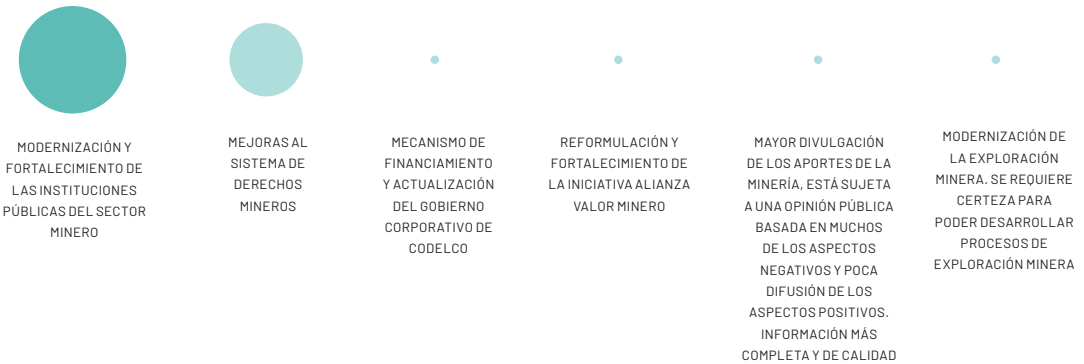 MODERNIZACIÓN Y
FORTALECIMIENTO DE
LAS INSTITUCIONES
PÚBLICAS DEL SECTOR
MINERO
MEJORAS AL
SISTEMA DE
DERECHOS
MINEROS
MECANISMO DE
FINANCIAMIENTO
Y ACTUALIZACIÓN
DEL GOBIERNO
CORPORATIVO DE
CODELCO
REFORMULACIÓN Y
FORTALECIMIENTO DE
LA INICIATIVA ALIANZA
VALOR MINERO
MAYOR DIVULGACIÓN
DE LOS APORTES DE LA
MINERÍA, ESTÁ SUJETA
A UNA OPINIÓN PÚBLICA
BASADA EN MUCHOS
DE LOS ASPECTOS
NEGATIVOS Y POCA
DIFUSIÓN DE LOS
ASPECTOS POSITIVOS.
INFORMACIÓN MÁS
COMPLETA Y DE CALIDAD
MODERNIZACIÓN DE
LA EXPLORACIÓN
MINERA. SE REQUIERE
CERTEZA PARA
PODER DESARROLLAR
PROCESOS DE
EXPLORACIÓN MINERA